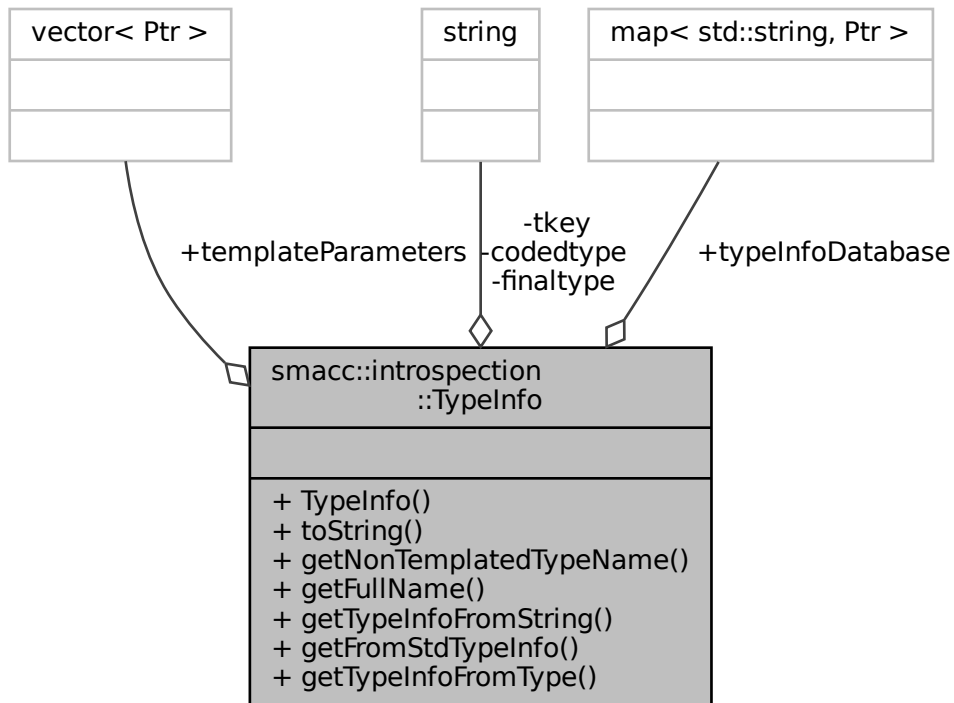 vector< Ptr >
string
map< std::string, Ptr >
+templateParameters
-tkey
-codedtype
-finaltype
+typeInfoDatabase
smacc::introspection
::TypeInfo
+ TypeInfo()
+ toString()
+ getNonTemplatedTypeName()
+ getFullName()
+ getTypeInfoFromString()
+ getFromStdTypeInfo()
+ getTypeInfoFromType()